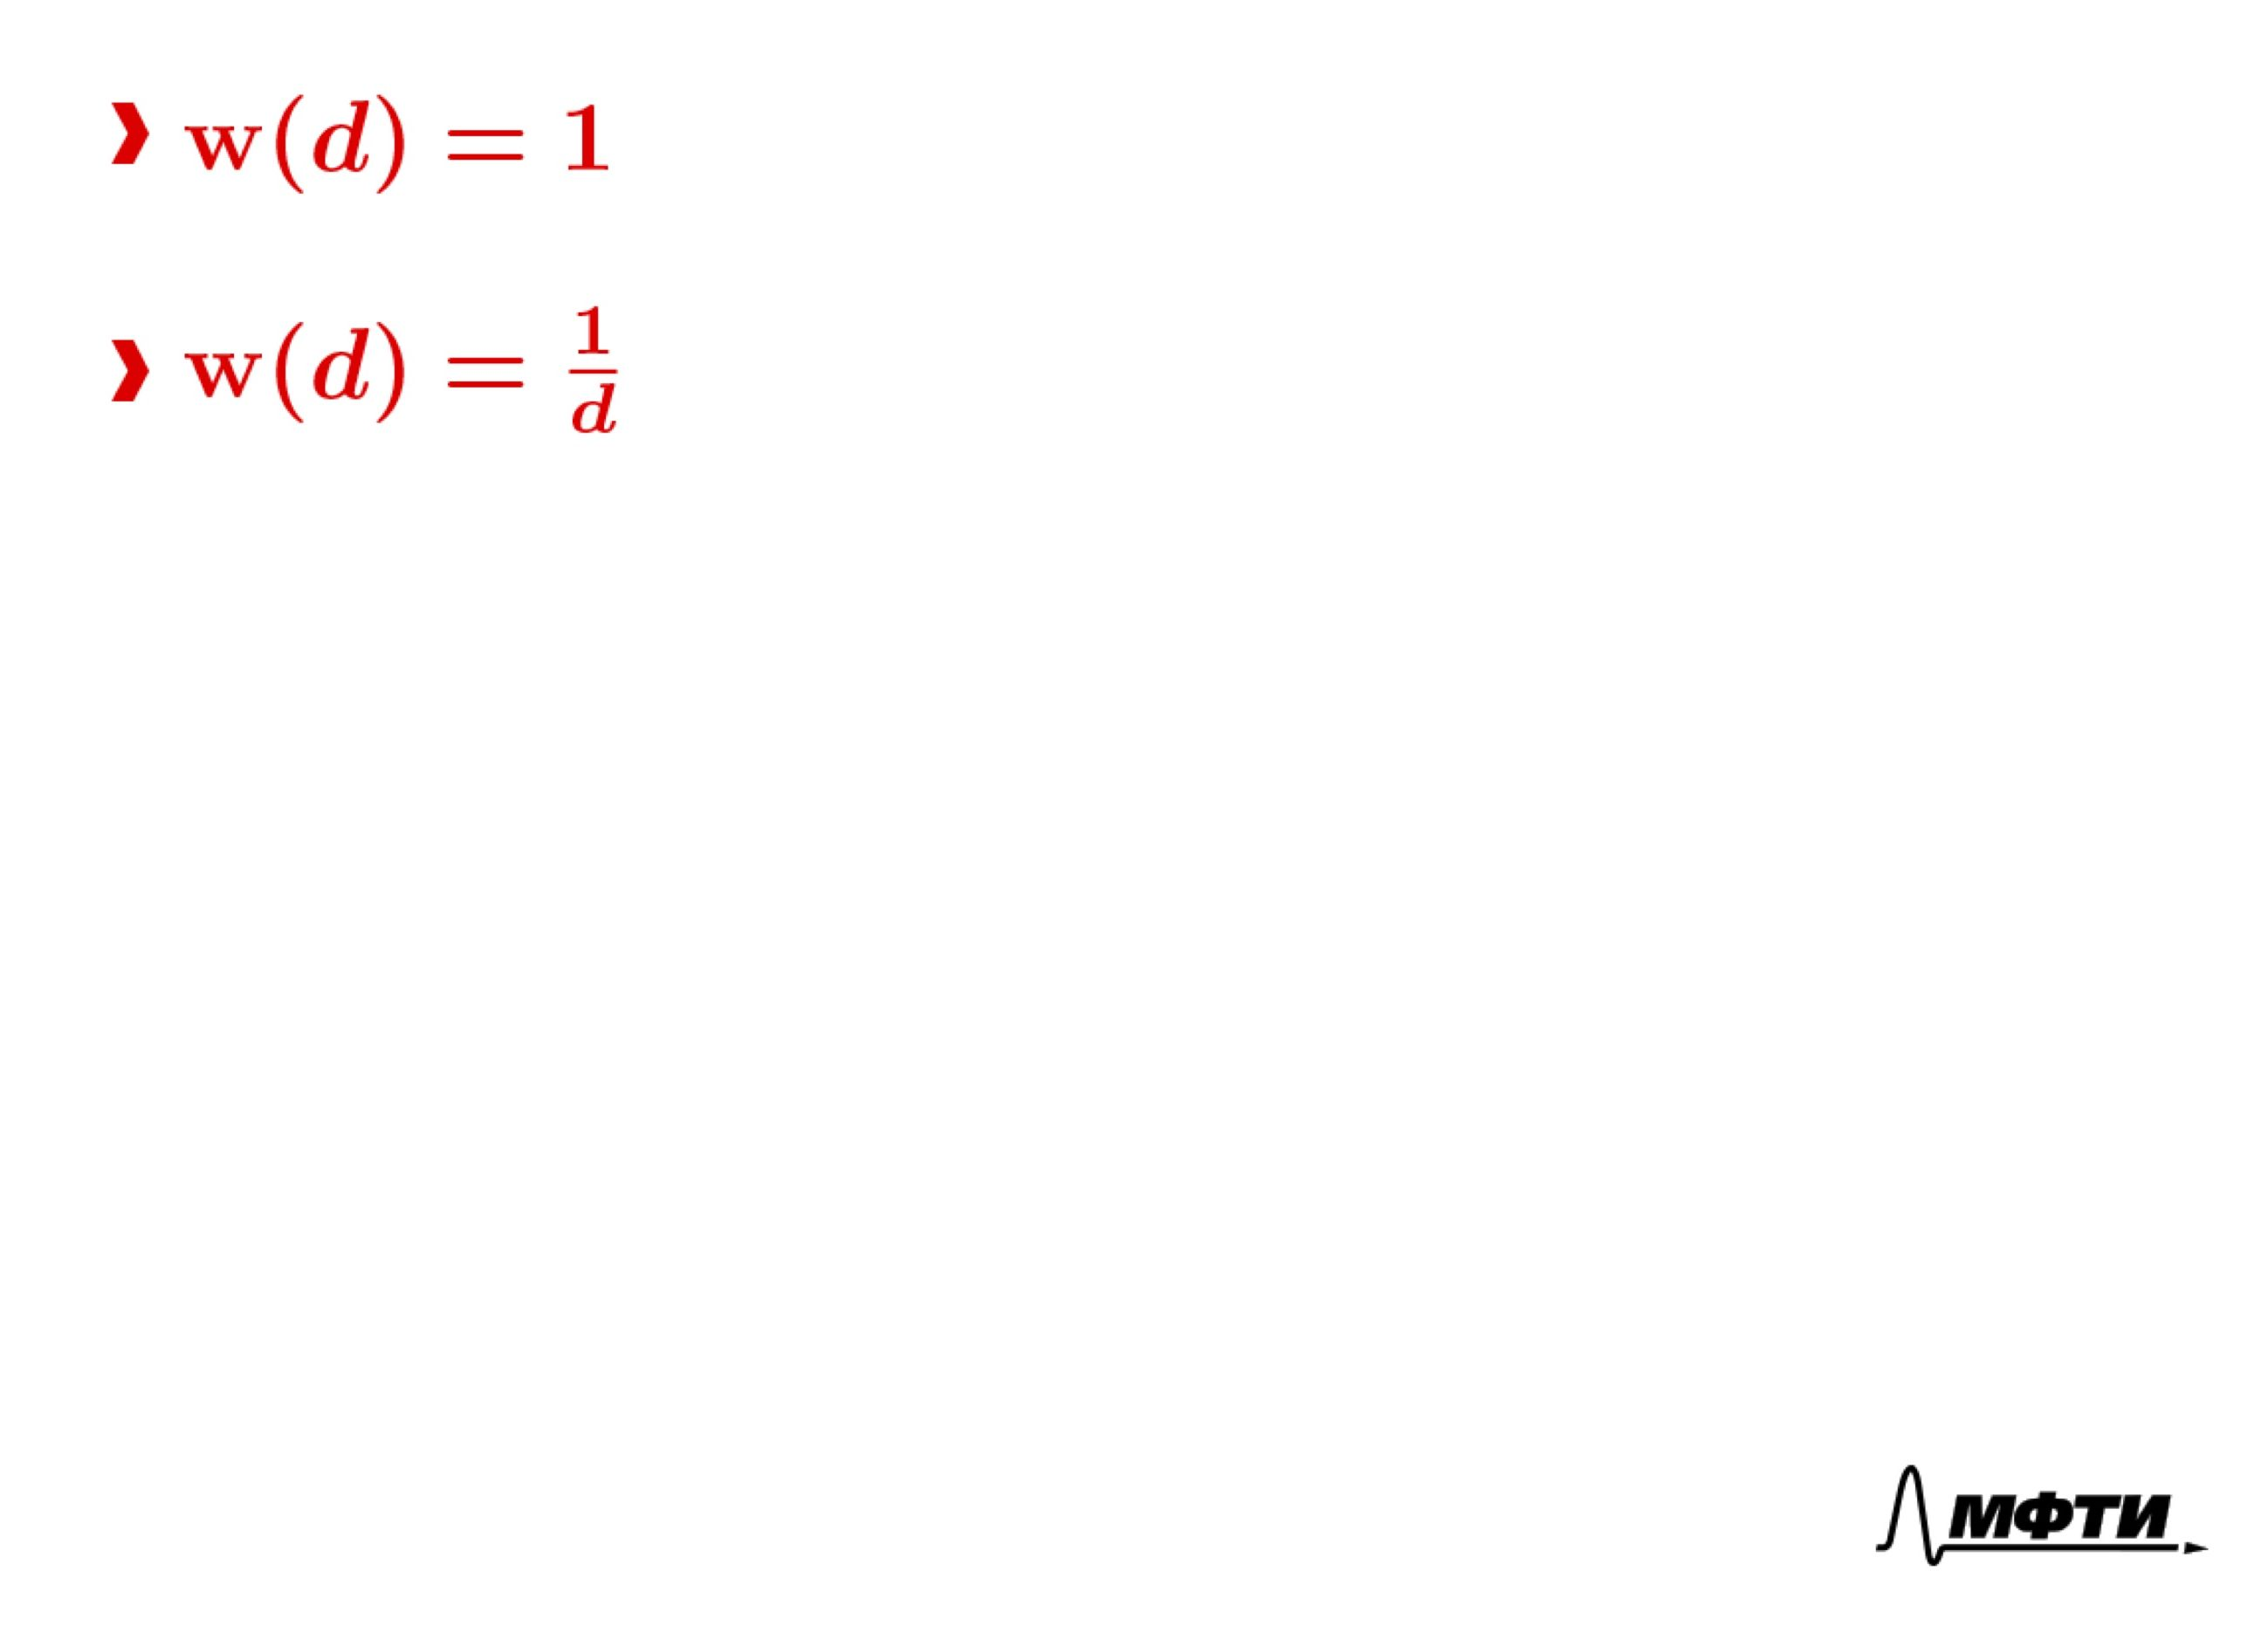 ❯ w(d) = 1
❯ w(d) = 1/d
МФТИ